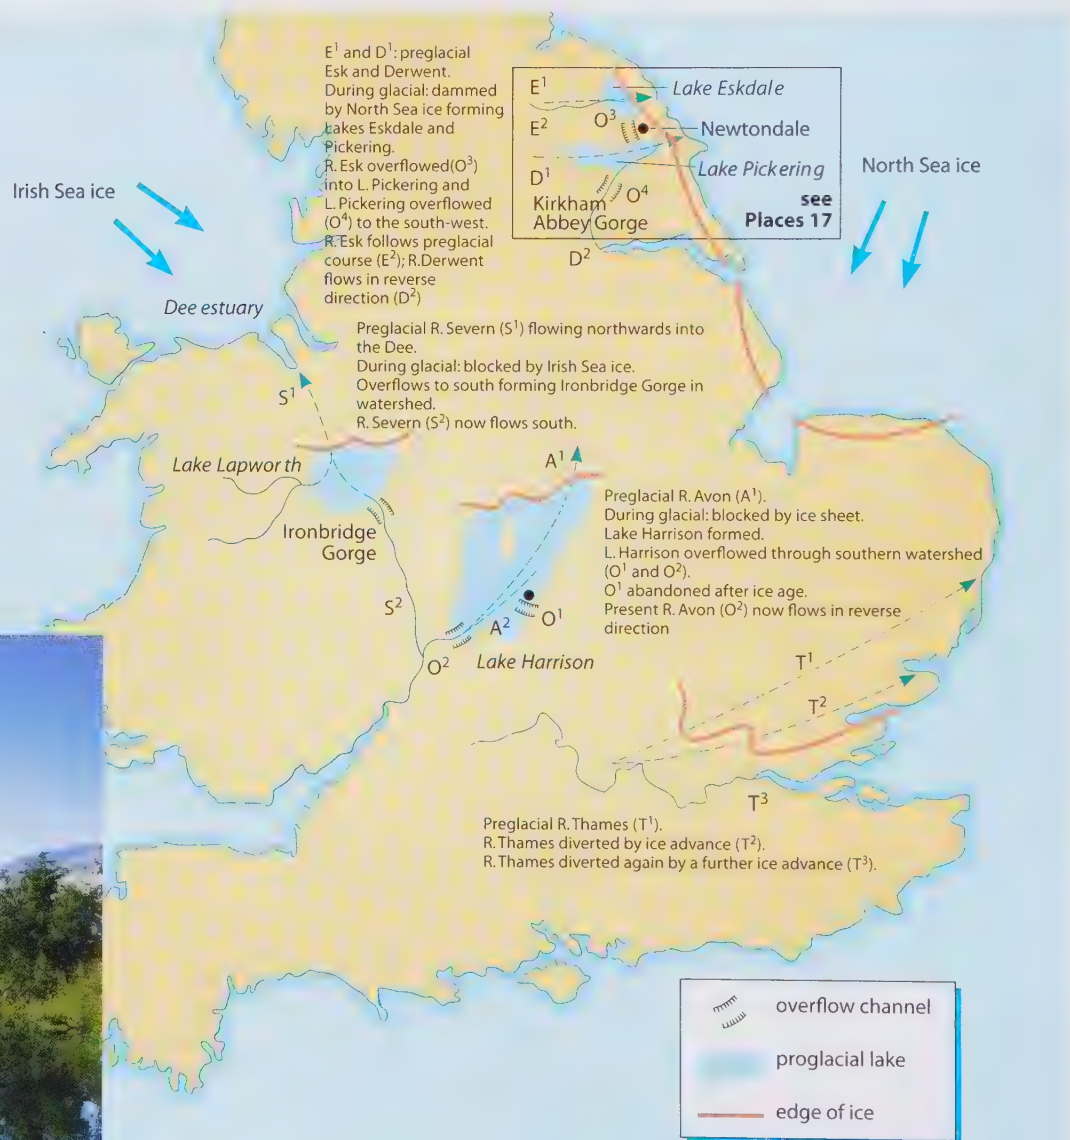 E¹ and D¹: preglacial
Esk and Derwent.
During glacial: dammed
by North Sea ice forming
Lakes Eskdale and
Pickering.
R. Esk overflowed(O³)
into L. Pickering and
L. Pickering overflowed
(O⁴) to the south-west.
R. Esk follows preglacial
course (E²); R.Derwent
flows in reverse
direction (D²)
E¹
Lake Eskdale
E²
O³
Newtondale
D¹
Lake Pickering
O⁴
Kirkham
Abbey Gorge
see
Places 17
D²
North Sea ice
Irish Sea ice
Dee estuary
Preglacial R. Severn (S¹) flowing northwards into
the Dee.
During glacial: blocked by Irish Sea ice.
Overflows to south forming Ironbridge Gorge in
watershed.
R. Severn (S²) now flows south.
S¹
Lake Lapworth
Ironbridge
Gorge
S²
A¹
Preglacial R. Avon (A¹).
During glacial: blocked by ice sheet.
Lake Harrison formed.
L. Harrison overflowed through southern watershed
(O¹ and O²).
O¹ abandoned after ice age.
Present R. Avon (O²) now flows in reverse
direction
O¹
A²
O²
Lake Harrison
T¹
T²
T³
Preglacial R. Thames (T¹).
R. Thames diverted by ice advance (T²).
R. Thames diverted again by a further ice advance (T³).
overflow channel
proglacial lake
edge of ice